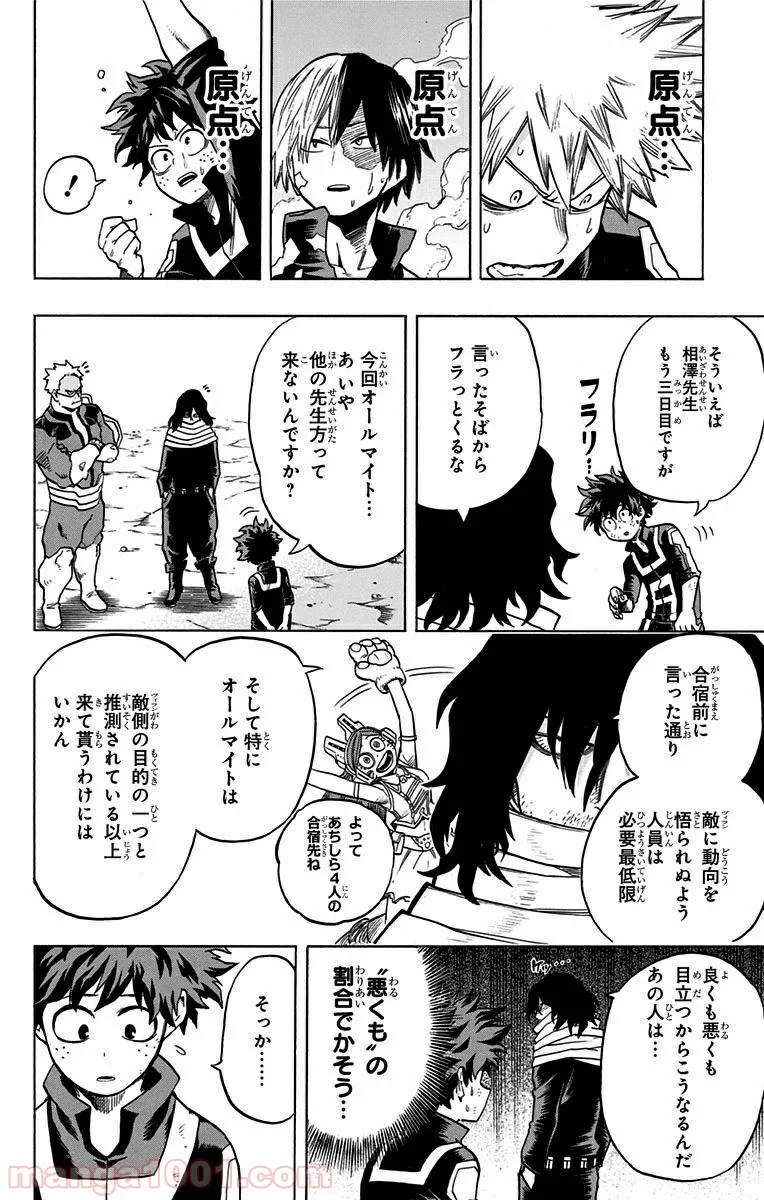 原点…
原点…
原点…
！
そういえば
相澤先生
もう三日目ですが
フラリ…
言ったそばから
フラっとくるな
今回オールマイト…
あ いや
他の先生方って
来ないんですか？
合宿前に
言った通り
敵に動向を
悟られぬよう
人員は
必要最低限
よって
あちしら４人の
合宿先ね
そして特に
オールマイトは
敵側の目的の一つと
推測されている以上
来て貰うわけには
いかん
良くも悪くも
目立つからこうなるんだ
あの人は…
〝悪くも〟の
割合でかそう…
そっか………
manga1001.com